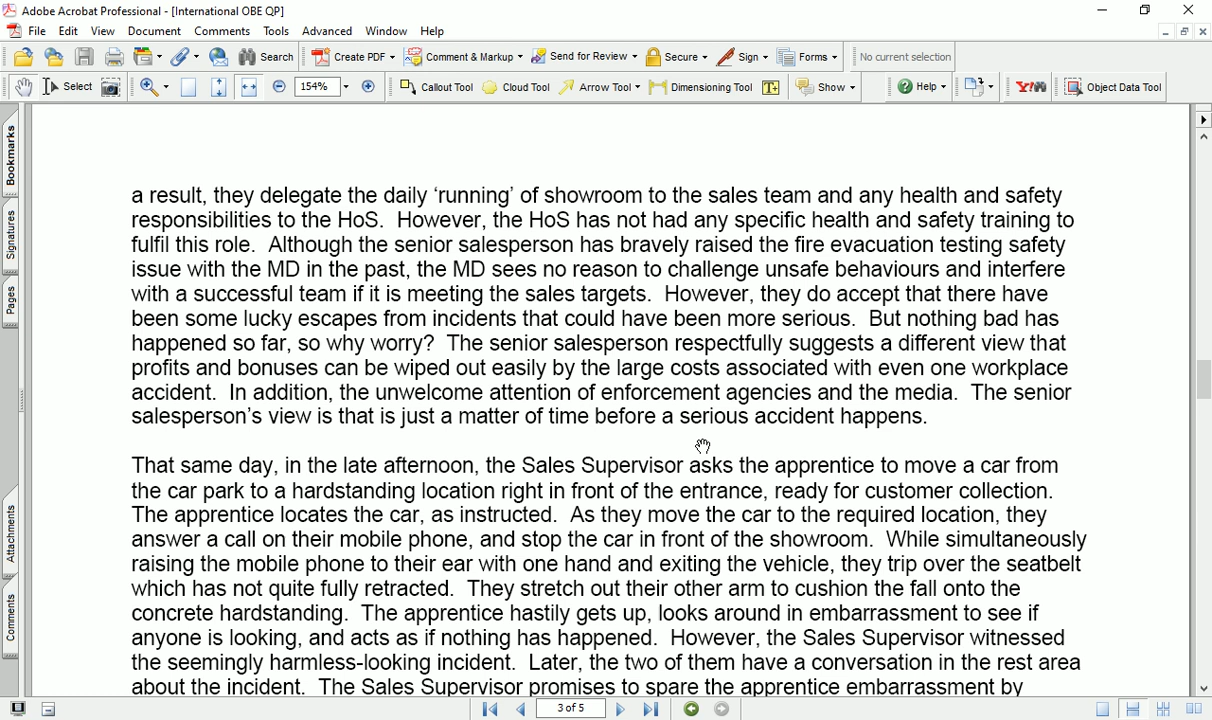 Adobe Acrobat Professional - [International OBE QP]
File Edit View Document Comments Tools Advanced Window Help
Search Create PDF Comment & Markup Send for Review Secure Sign Forms No current selection
Select 154% Callout Tool Cloud Tool Arrow Tool Dimensioning Tool T Show Help Y! Object Data Tool
Bookmarks
Signatures
Pages
Attachments
Comments
a result, they delegate the daily ‘running’ of showroom to the sales team and any health and safety
responsibilities to the HoS. However, the HoS has not had any specific health and safety training to
fulfil this role. Although the senior salesperson has bravely raised the fire evacuation testing safety
issue with the MD in the past, the MD sees no reason to challenge unsafe behaviours and interfere
with a successful team if it is meeting the sales targets. However, they do accept that there have
been some lucky escapes from incidents that could have been more serious. But nothing bad has
happened so far, so why worry? The senior salesperson respectfully suggests a different view that
profits and bonuses can be wiped out easily by the large costs associated with even one workplace
accident. In addition, the unwelcome attention of enforcement agencies and the media. The senior
salesperson’s view is that is just a matter of time before a serious accident happens.
That same day, in the late afternoon, the Sales Supervisor asks the apprentice to move a car from
the car park to a hardstanding location right in front of the entrance, ready for customer collection.
The apprentice locates the car, as instructed. As they move the car to the required location, they
answer a call on their mobile phone, and stop the car in front of the showroom. While simultaneously
raising the mobile phone to their ear with one hand and exiting the vehicle, they trip over the seatbelt
which has not quite fully retracted. They stretch out their other arm to cushion the fall onto the
concrete hardstanding. The apprentice hastily gets up, looks around in embarrassment to see if
anyone is looking, and acts as if nothing has happened. However, the Sales Supervisor witnessed
the seemingly harmless-looking incident. Later, the two of them have a conversation in the rest area
about the incident. The Sales Supervisor promises to spare the apprentice embarrassment by
3 of 5